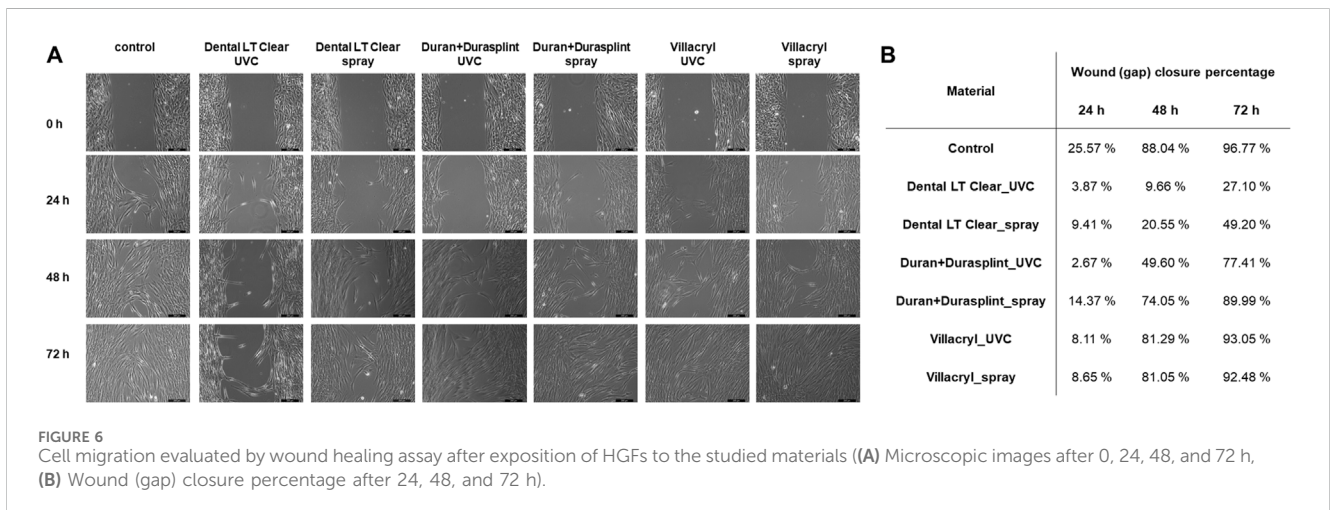 A
control
Dental LT Clear UVC
Dental LT Clear spray
Duran+Durasplint UVC
Duran+Durasplint spray
Villacryl UVC
Villacryl spray
0 h
24 h
48 h
72 h
B
Material
Wound (gap) closure percentage
24 h 48 h 72 h
Control 25.57 % 88.04 % 96.77 %
Dental LT Clear_UVC 3.87 % 9.66 % 27.10 %
Dental LT Clear_spray 9.41 % 20.55 % 49.20 %
Duran+Durasplint_UVC 2.67 % 49.60 % 77.41 %
Duran+Durasplint_spray 14.37 % 74.05 % 89.99 %
Villacryl_UVC 8.11 % 81.29 % 93.05 %
Villacryl_spray 8.65 % 81.05 % 92.48 %
FIGURE 6
Cell migration evaluated by wound healing assay after exposition of HGFs to the studied materials ((A) Microscopic images after 0, 24, 48, and 72 h,
(B) Wound (gap) closure percentage after 24, 48, and 72 h).